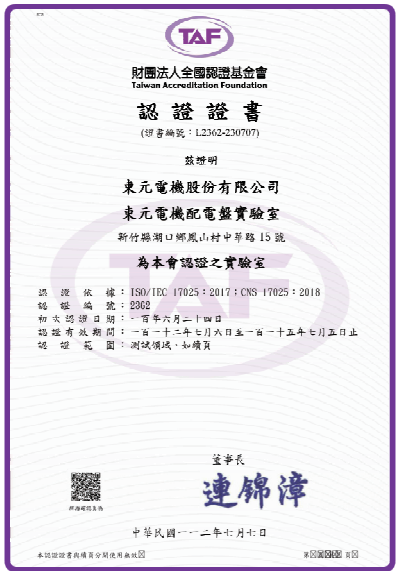 TAF
財團法人全國認證基金會
Taiwan Accreditation Foundation
認證證書
(證書編號：L2362-230707)
茲證明
東元電機股份有限公司
東元電機配電盤實驗室
新竹縣湖口鄉鳳山村中華路 15 號
為本會認證之實驗室
認證依據：ISO/IEC 17025：2017；CNS 17025：2018
認證編號：2362
初次認證日期：一百年六月二十四日
認證有效期間：一百一十二年七月六日至一百一十五年七月五日止
認證範圍：測試領域、如續頁
董事長
連錦漳
中華民國一一二年七月七日
本認證證書與續頁分開使用無效
第 頁